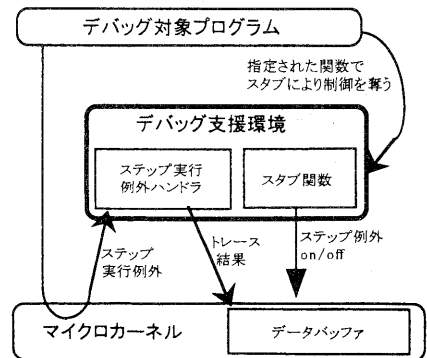 デバッグ対象プログラム
指定された関数で
スタブにより制御を奪う
デバッグ支援環境
ステップ実行
例外ハンドラ
スタブ関数
ステップ
実行例外
トレース
結果
ステップ例外
on/off
マイクロカーネル
データバッファ